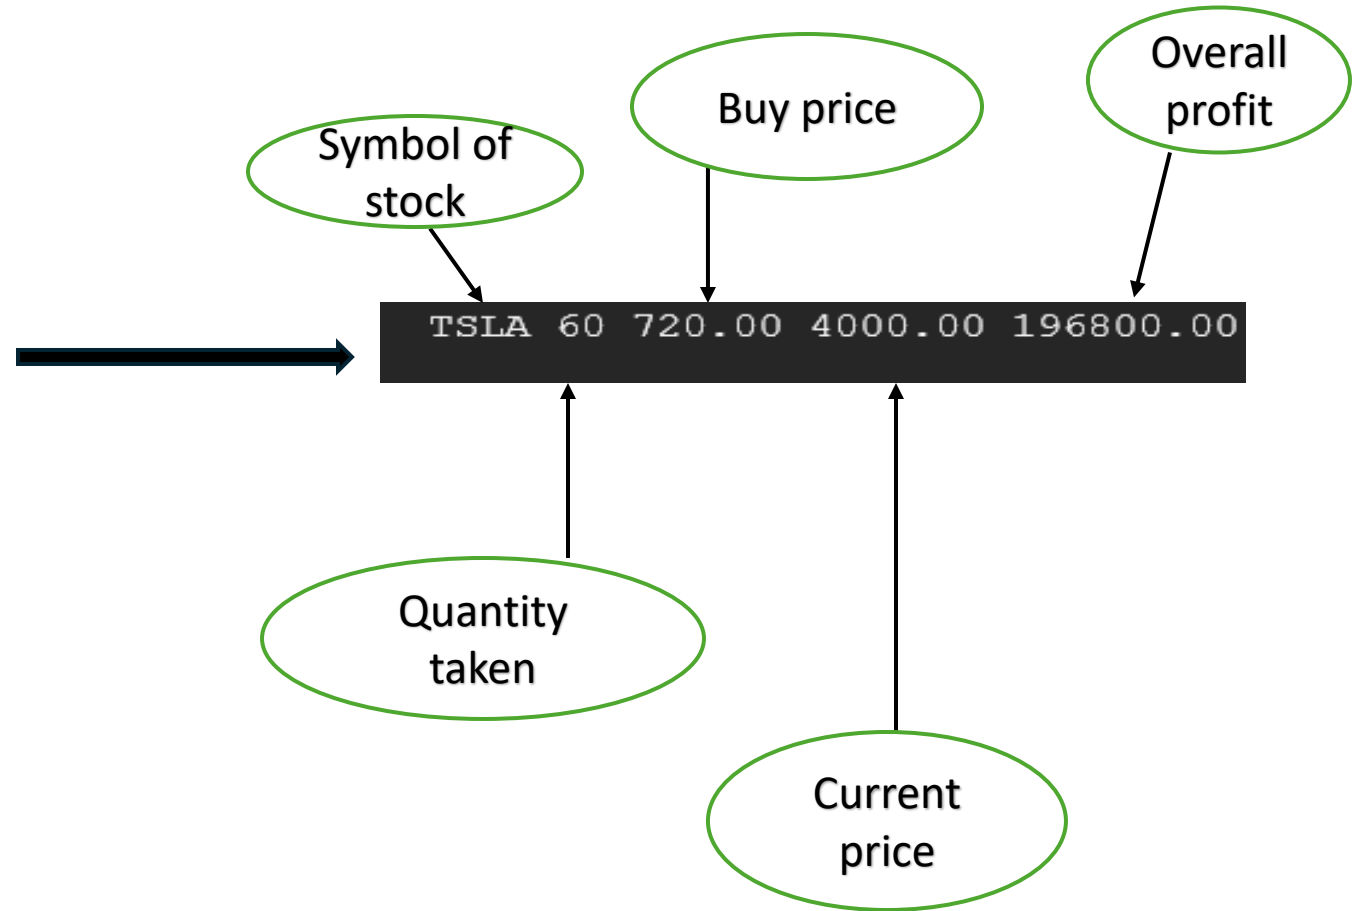 Overall
profit
Buy price
Symbol of
stock
TSLA 60 720.00 4000.00 196800.00
Quantity
taken
Current
price